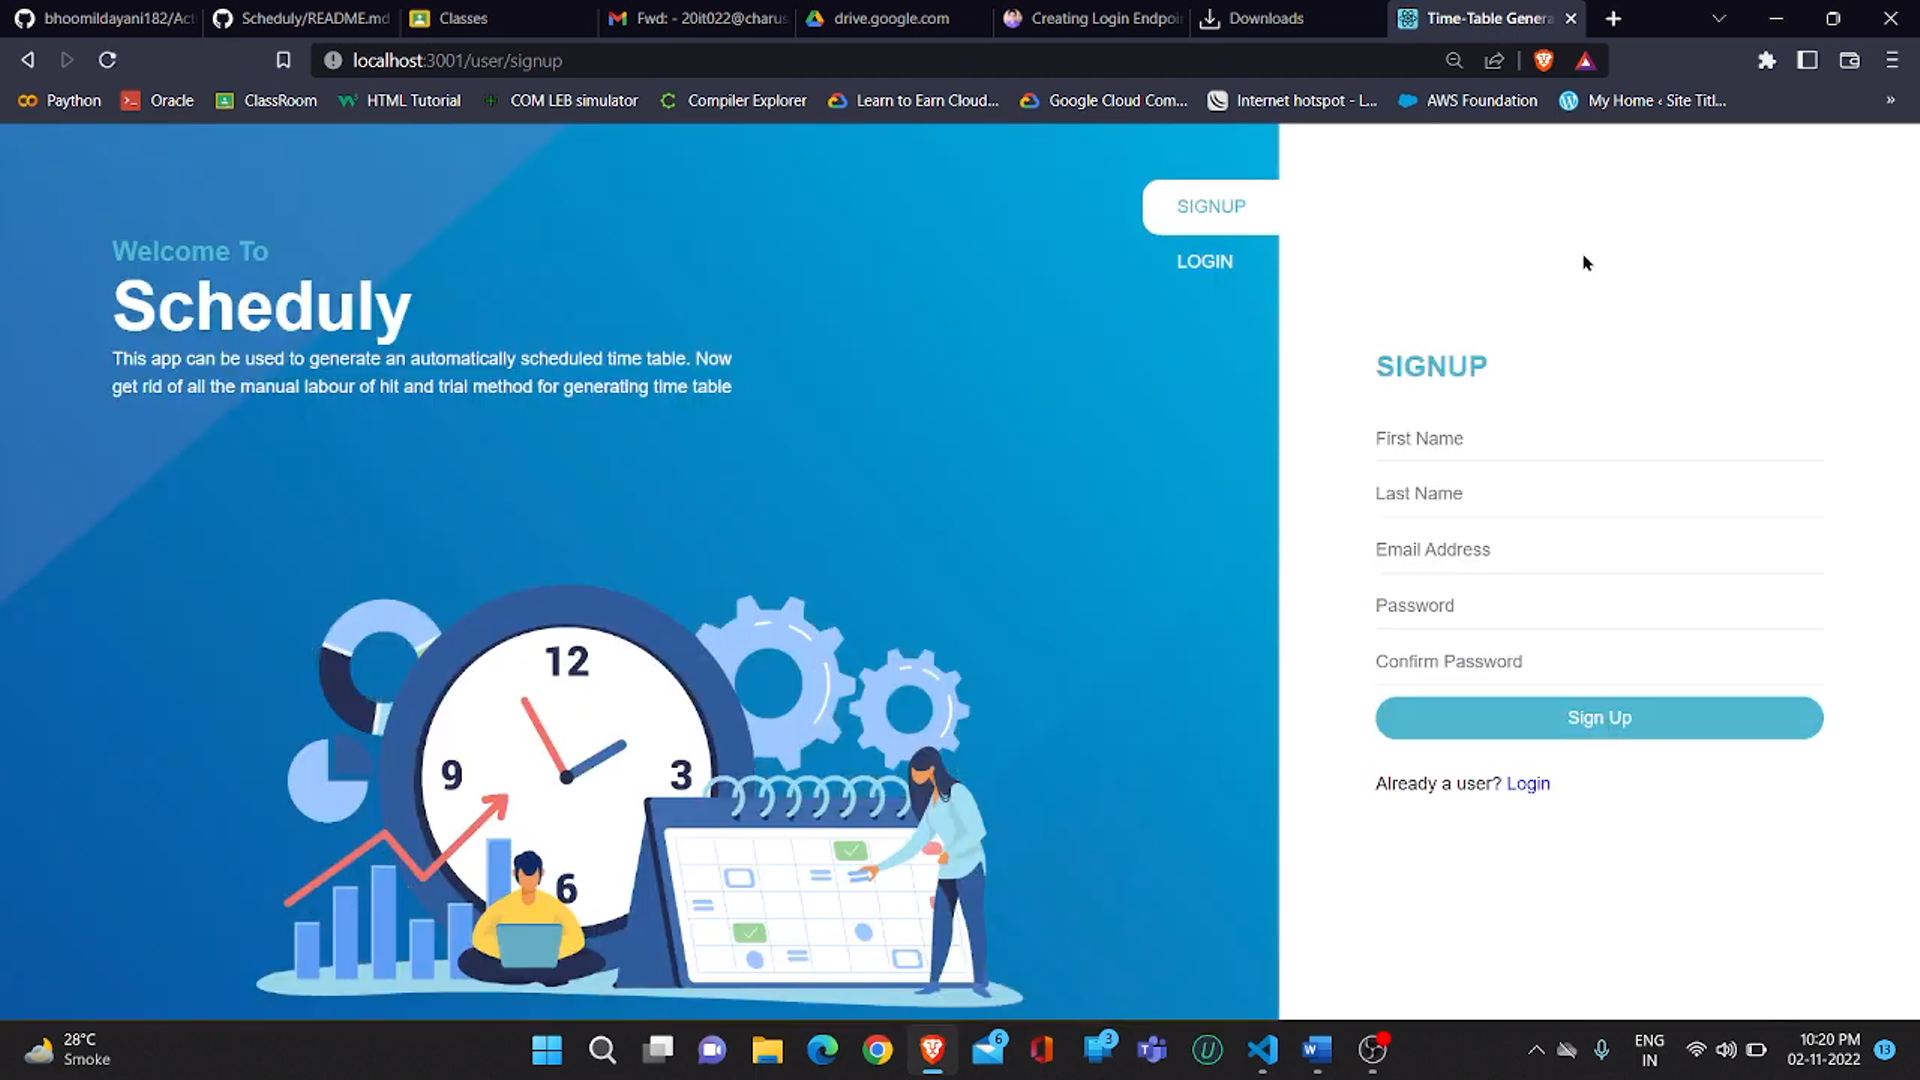 bhoomildayani182/Act
Scheduly/README.md
Classes
Fwd: - 20it022@charus
drive.google.com
Creating Login Endpoi
Downloads
Time-Table Genera
localhost:3001/user/signup
Paython
Oracle
ClassRoom
HTML Tutorial
COM LEB simulator
Compiler Explorer
Learn to Earn Cloud...
Google Cloud Com...
Internet hotspot - L...
AWS Foundation
My Home ‹ Site Titl...
»
SIGNUP
LOGIN
Welcome To
Scheduly
This app can be used to generate an automatically scheduled time table. Now
get rid of all the manual labour of hit and trial method for generating time table
12
9
3
6
SIGNUP
First Name
Last Name
Email Address
Password
Confirm Password
Sign Up
Already a user? Login
28°C
Smoke
6
3
ENG
IN
10:20 PM
02-11-2022
13